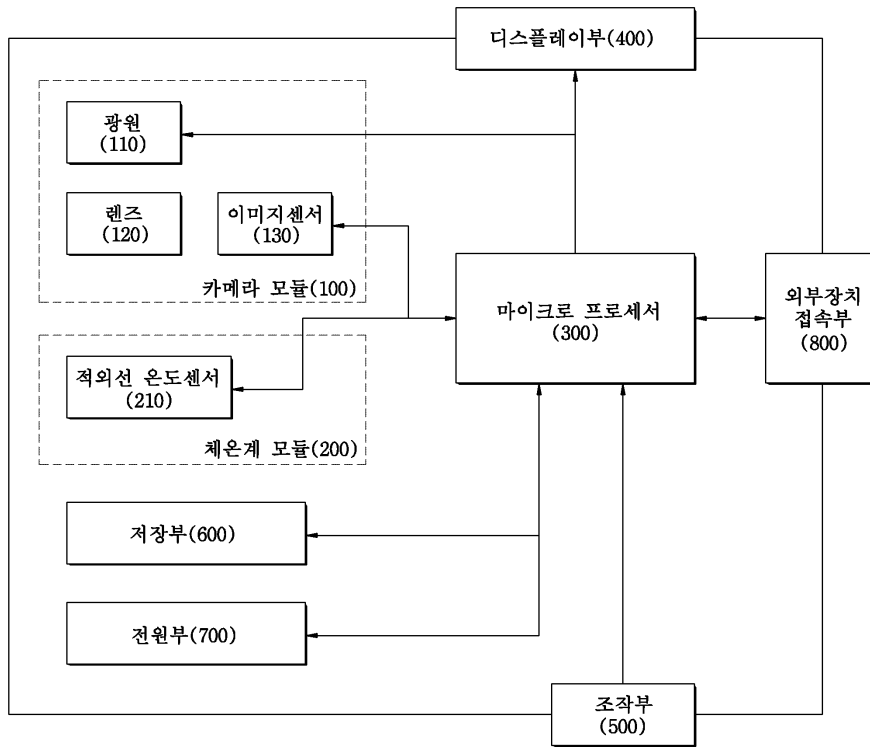 디스플레이부(400)
광원
(110)
렌즈
(120)
이미지센서
(130)
카메라 모듈(100)
마이크로 프로세서
(300)
외부장치
접속부
(800)
적외선 온도센서
(210)
체온계 모듈(200)
저장부(600)
전원부(700)
조작부
(500)